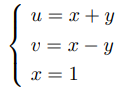 u = x + y
v = x − y
x = 1